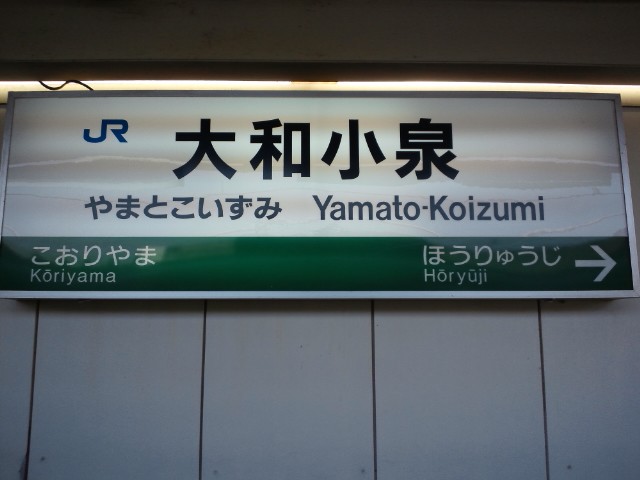 JR 大和小泉
やまとこいずみ Yamato-Koizumi
こおりやま ほうりゅうじ →
Kōriyama Hōryūji